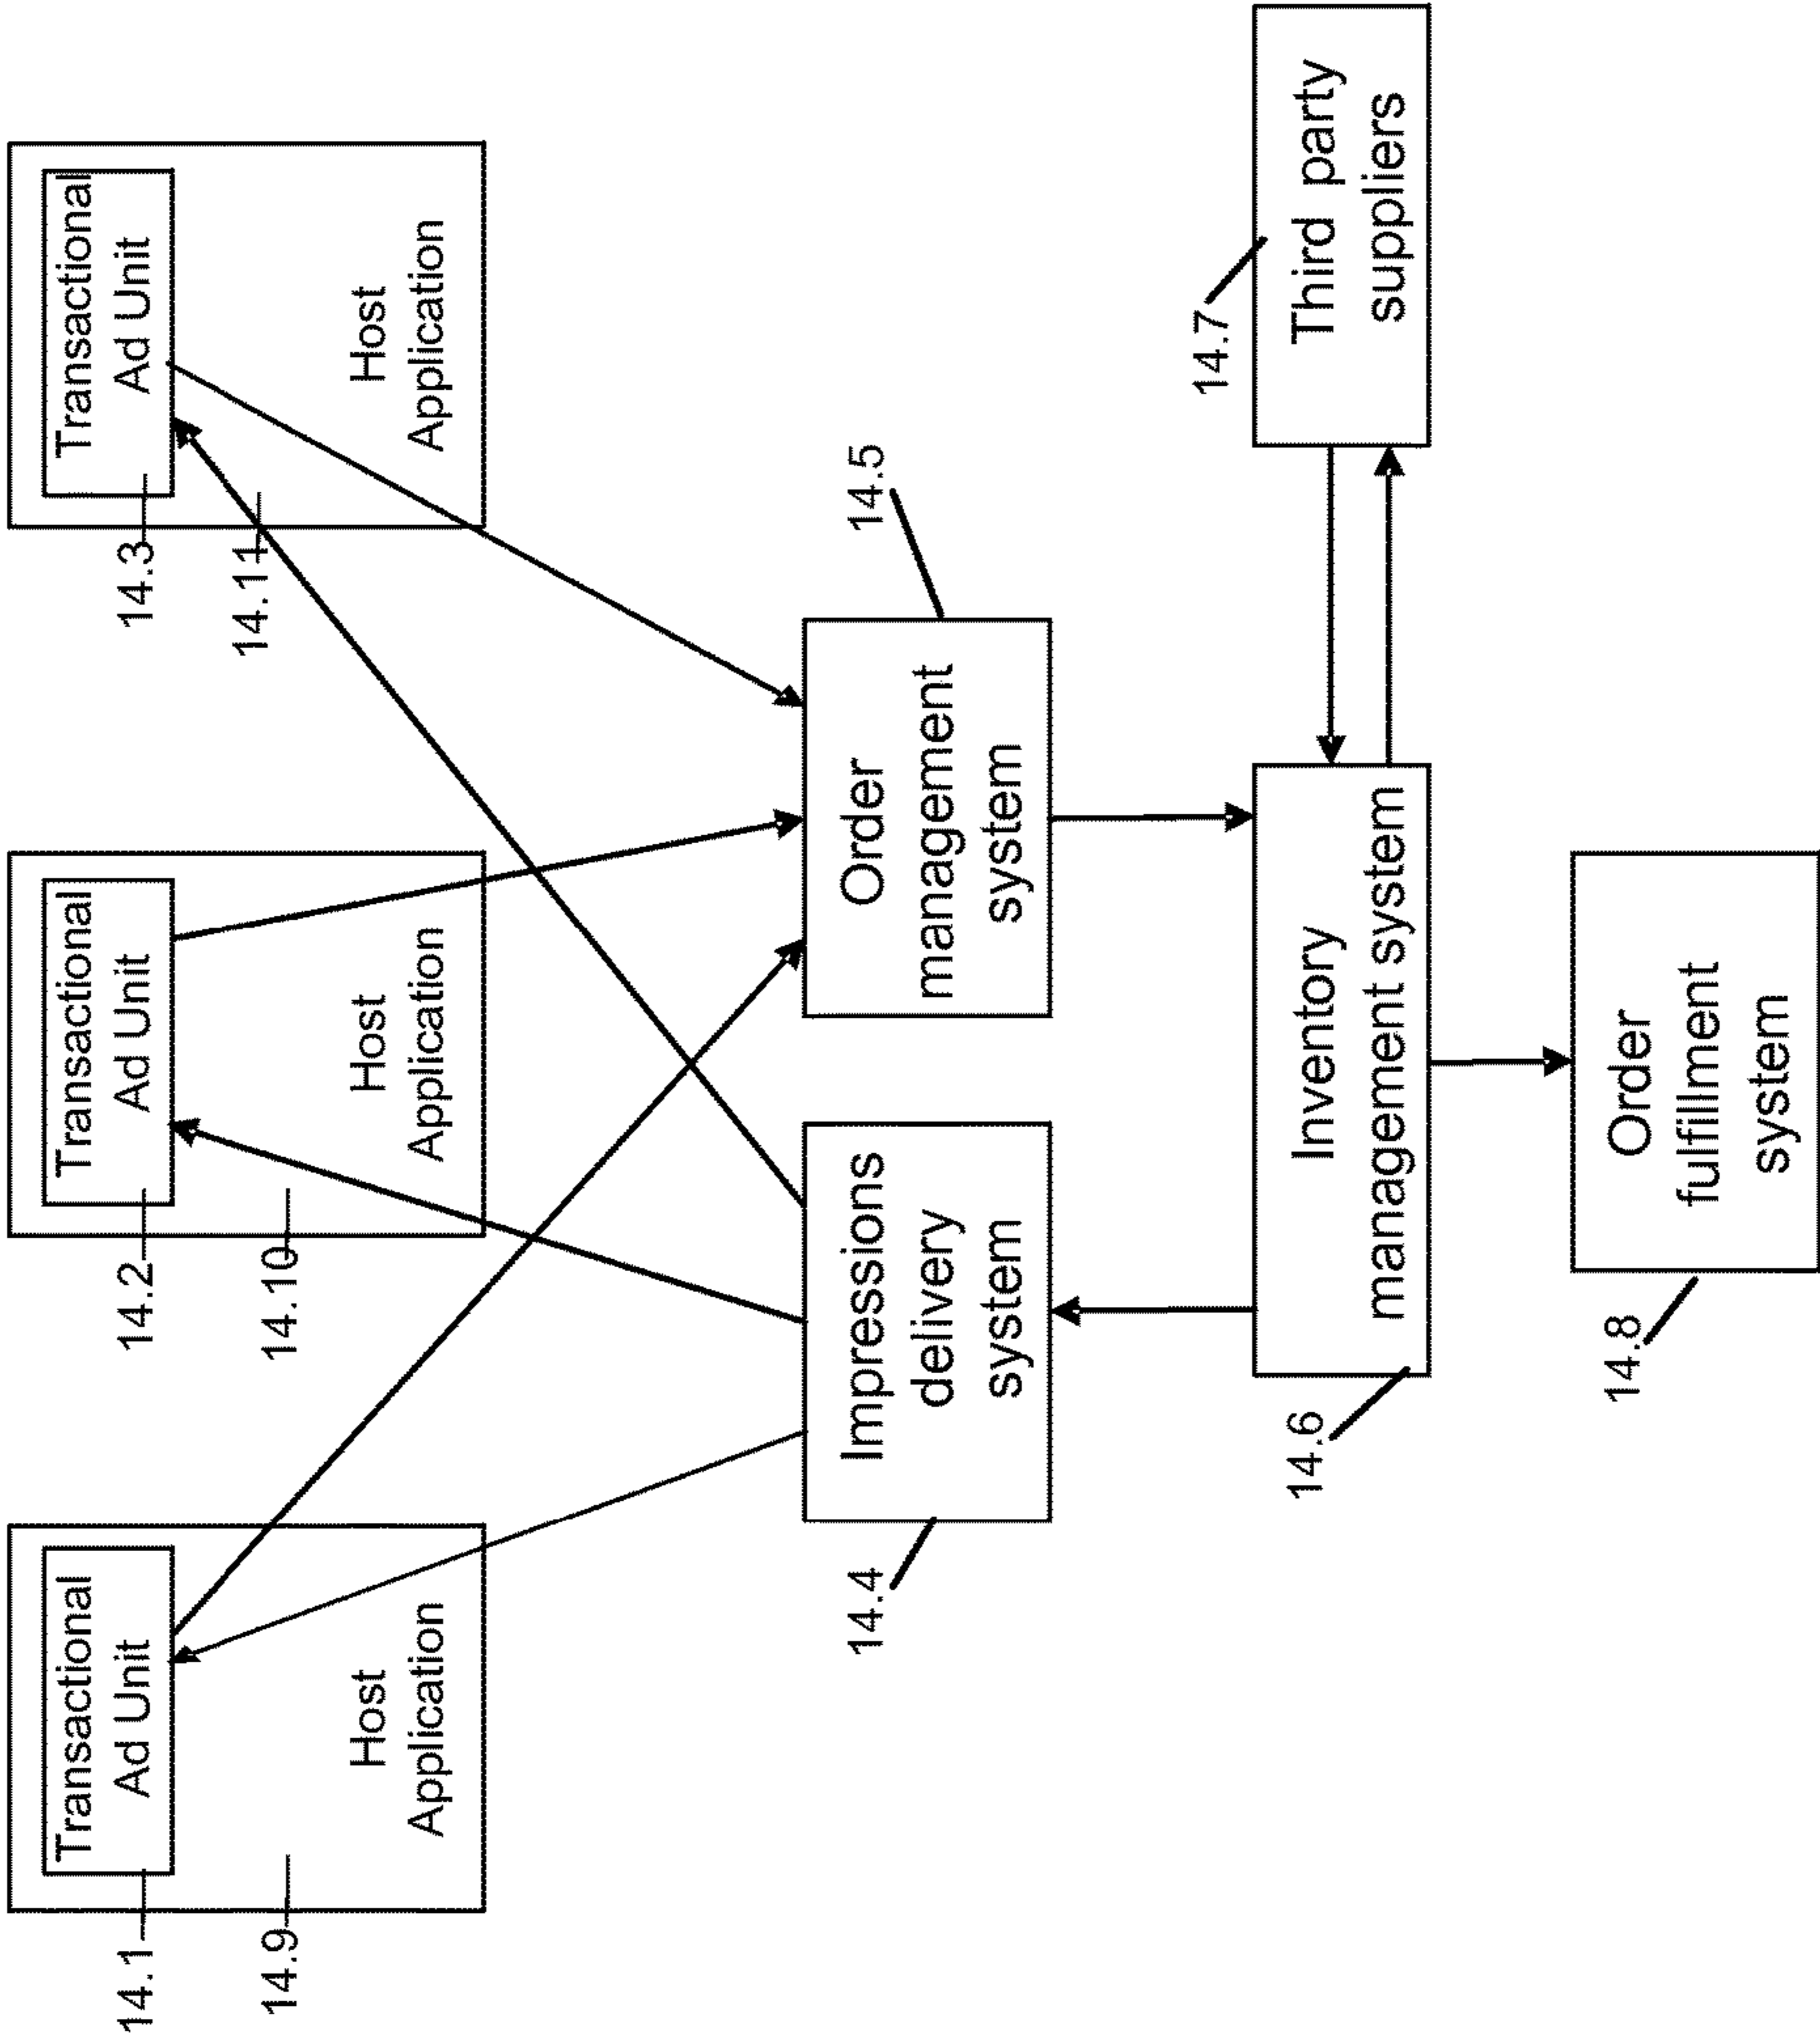 Transactional
Ad Unit
Host
Application
14.1
14.9
Transactional
Ad Unit
Host
Application
14.2
14.10
Transactional
Ad Unit
Host
Application
14.3
14.11
Impressions
delivery
system
14.4
Order
management
system
14.5
Inventory
management system
14.6
Third party
suppliers
14.7
Order
fulfillment
system
14.8